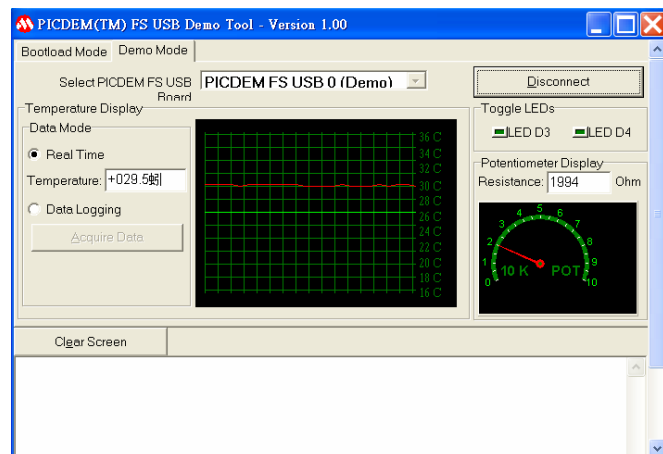 PICDEM(TM) FS USB Demo Tool - Version 1.00
Bootload Mode
Demo Mode
Select PICDEM FS USB Board
PICDEM FS USB 0 (Demo)
Disconnect
Temperature Display
Data Mode
Real Time
Temperature: +029.5
Data Logging
Acquire Data
36 C
34 C
32 C
30 C
28 C
26 C
24 C
22 C
20 C
18 C
16 C
Toggle LEDs
LED D3
LED D4
Potentiometer Display
Resistance: 1994 Ohm
0 1 2 3 4 5 6 7 8 9 10
10 K POT
Clear Screen